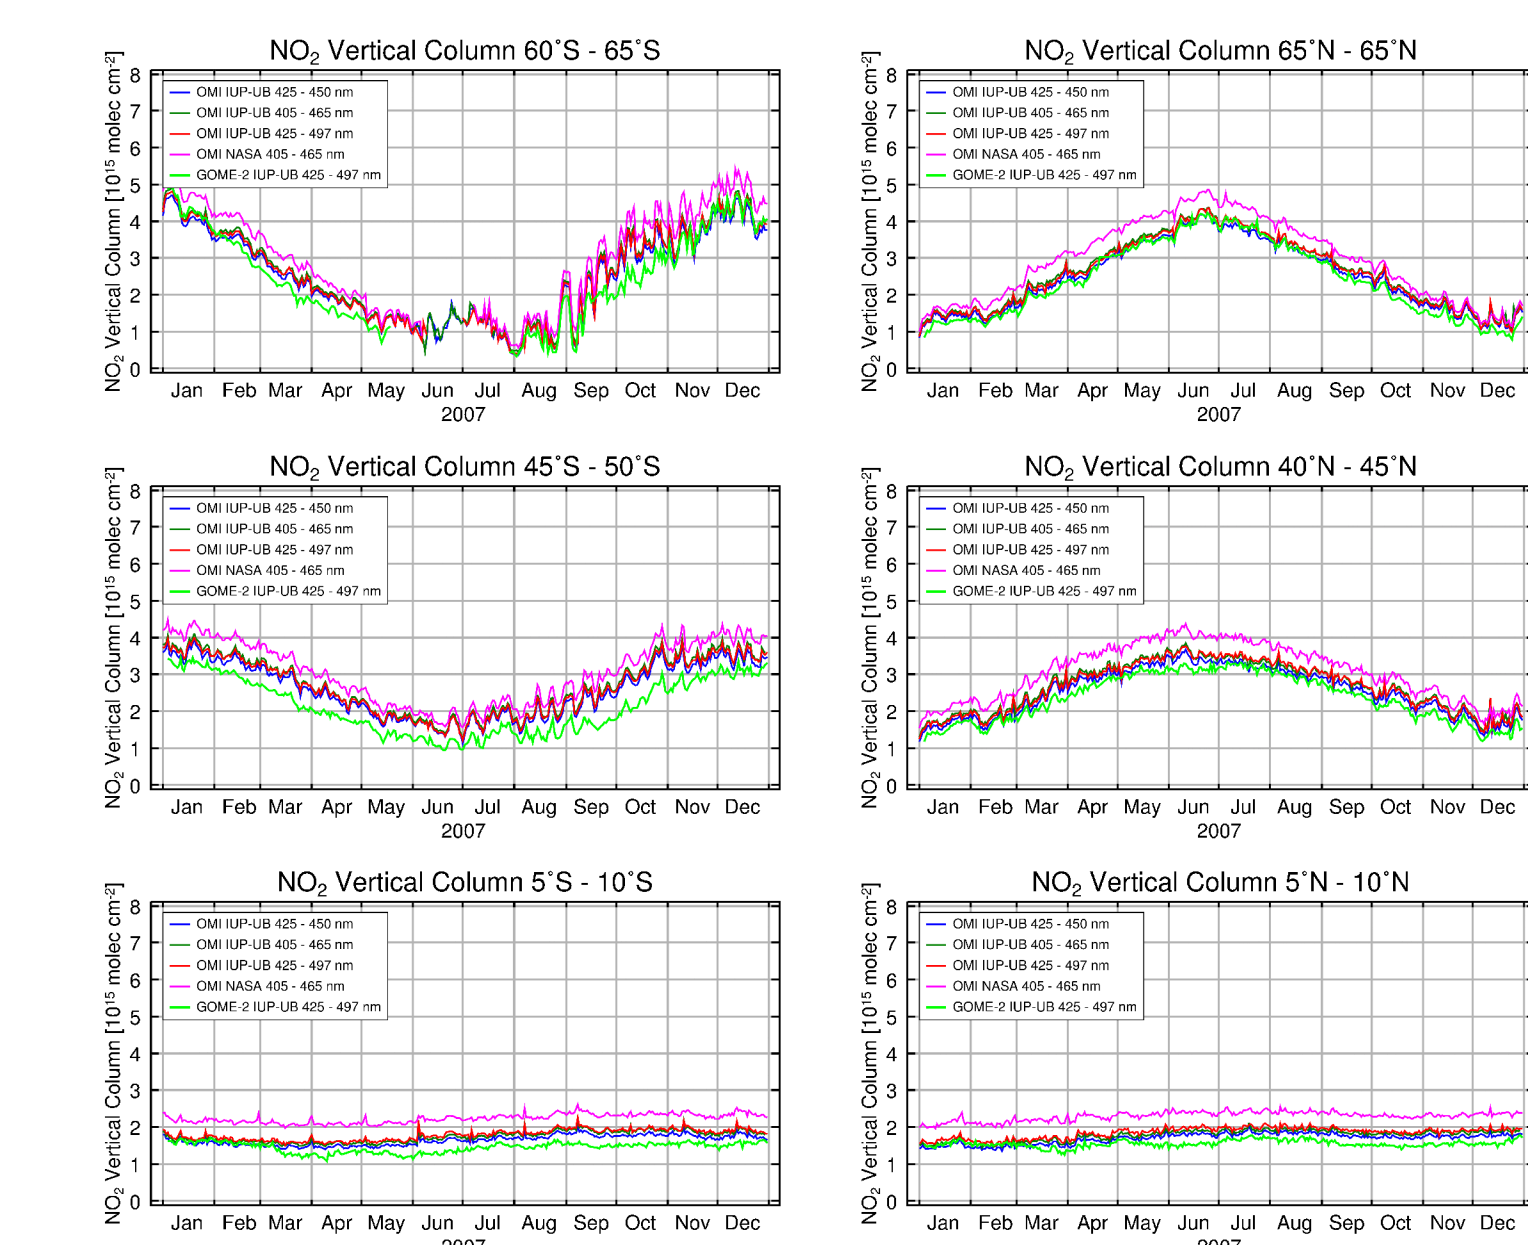 NO2 Vertical Column 60°S - 65°S
NO2 Vertical Column [10^15 molec cm^-2]
8
7
6
5
4
3
2
1
0
OMI IUP-UB 425 - 450 nm
OMI IUP-UB 405 - 465 nm
OMI IUP-UB 425 - 497 nm
OMI NASA 405 - 465 nm
GOME-2 IUP-UB 425 - 497 nm
Jan Feb Mar Apr May Jun Jul Aug Sep Oct Nov Dec
2007
NO2 Vertical Column 65°N - 65°N
NO2 Vertical Column [10^15 molec cm^-2]
8
7
6
5
4
3
2
1
0
OMI IUP-UB 425 - 450 nm
OMI IUP-UB 405 - 465 nm
OMI IUP-UB 425 - 497 nm
OMI NASA 405 - 465 nm
GOME-2 IUP-UB 425 - 497 nm
Jan Feb Mar Apr May Jun Jul Aug Sep Oct Nov Dec
2007
NO2 Vertical Column 45°S - 50°S
NO2 Vertical Column [10^15 molec cm^-2]
8
7
6
5
4
3
2
1
0
OMI IUP-UB 425 - 450 nm
OMI IUP-UB 405 - 465 nm
OMI IUP-UB 425 - 497 nm
OMI NASA 405 - 465 nm
GOME-2 IUP-UB 425 - 497 nm
Jan Feb Mar Apr May Jun Jul Aug Sep Oct Nov Dec
2007
NO2 Vertical Column 40°N - 45°N
NO2 Vertical Column [10^15 molec cm^-2]
8
7
6
5
4
3
2
1
0
OMI IUP-UB 425 - 450 nm
OMI IUP-UB 405 - 465 nm
OMI IUP-UB 425 - 497 nm
OMI NASA 405 - 465 nm
GOME-2 IUP-UB 425 - 497 nm
Jan Feb Mar Apr May Jun Jul Aug Sep Oct Nov Dec
2007
NO2 Vertical Column 5°S - 10°S
NO2 Vertical Column [10^15 molec cm^-2]
8
7
6
5
4
3
2
1
0
OMI IUP-UB 425 - 450 nm
OMI IUP-UB 405 - 465 nm
OMI IUP-UB 425 - 497 nm
OMI NASA 405 - 465 nm
GOME-2 IUP-UB 425 - 497 nm
Jan Feb Mar Apr May Jun Jul Aug Sep Oct Nov Dec
2007
NO2 Vertical Column 5°N - 10°N
NO2 Vertical Column [10^15 molec cm^-2]
8
7
6
5
4
3
2
1
0
OMI IUP-UB 425 - 450 nm
OMI IUP-UB 405 - 465 nm
OMI IUP-UB 425 - 497 nm
OMI NASA 405 - 465 nm
GOME-2 IUP-UB 425 - 497 nm
Jan Feb Mar Apr May Jun Jul Aug Sep Oct Nov Dec
2007